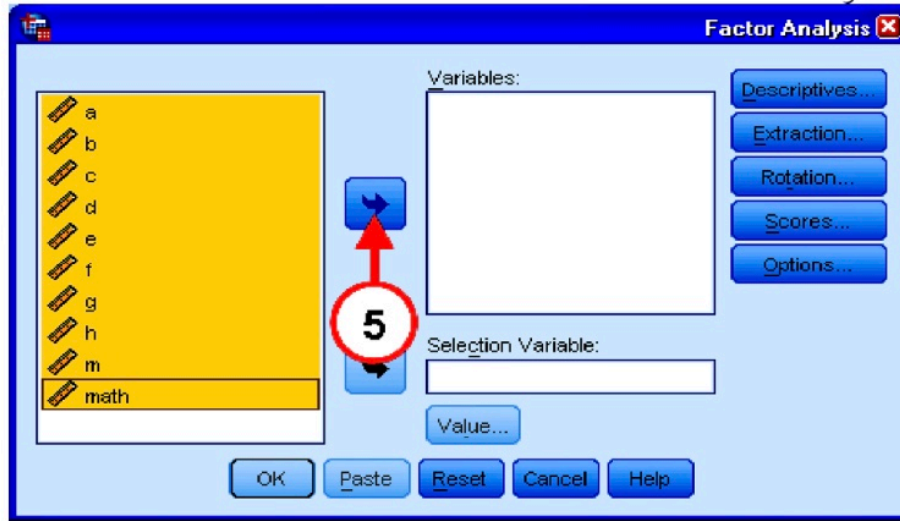 Factor Analysis
a
b
c
d
e
f
g
h
m
math
5
Variables:
Selection Variable:
Value...
Descriptives...
Extraction...
Rotation...
Scores...
Options...
OK
Paste
Reset
Cancel
Help